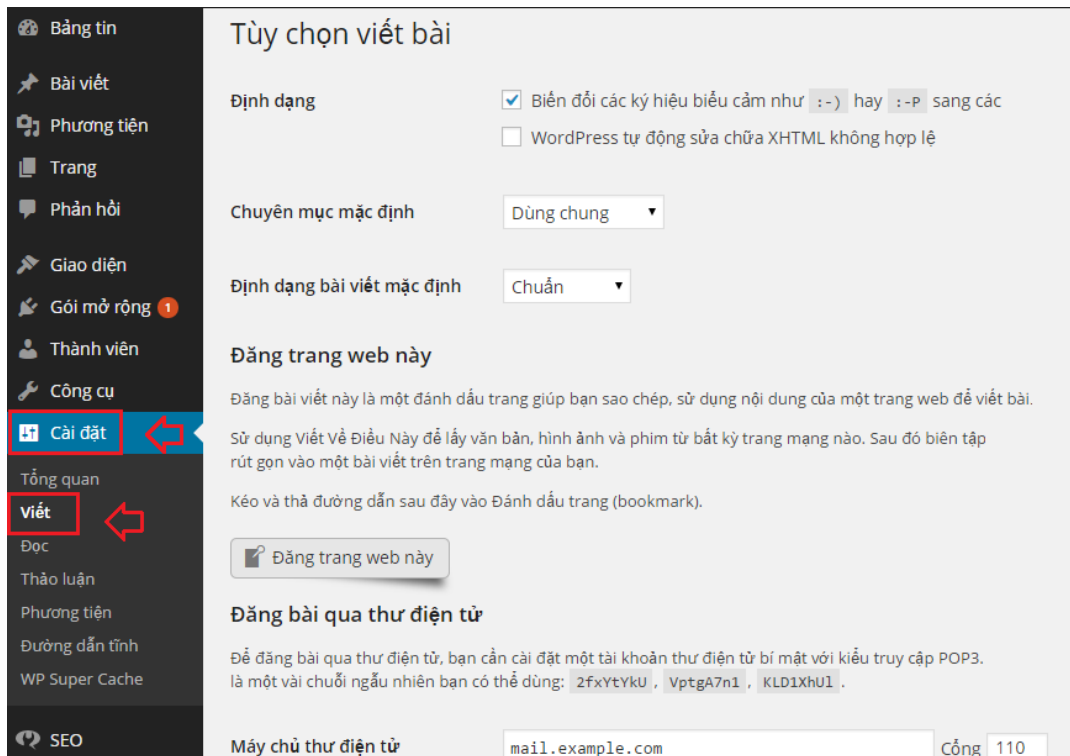 Bảng tin
Bài viết
Phương tiện
Trang
Phản hồi
Giao diện
Gói mở rộng 1
Thành viên
Công cụ
Cài đặt
Tổng quan
Viết
Đọc
Thảo luận
Phương tiện
Đường dẫn tĩnh
WP Super Cache
SEO
Tùy chọn viết bài
Định dạng
Biến đổi các ký hiệu biểu cảm như :-) hay :-P sang các
WordPress tự động sửa chữa XHTML không hợp lệ
Chuyên mục mặc định Dùng chung
Định dạng bài viết mặc định Chuẩn
Đăng trang web này
Đăng bài viết này là một đánh dấu trang giúp bạn sao chép, sử dụng nội dung của một trang web để viết bài.
Sử dụng Viết Về Điều Này để lấy văn bản, hình ảnh và phim từ bất kỳ trang mạng nào. Sau đó biên tập
rút gọn vào một bài viết trên trang mạng của bạn.
Kéo và thả đường dẫn sau đây vào Đánh dấu trang (bookmark).
Đăng trang web này
Đăng bài qua thư điện tử
Để đăng bài qua thư điện tử, bạn cần cài đặt một tài khoản thư điện tử bí mật với kiểu truy cập POP3.
là một vài chuỗi ngẫu nhiên bạn có thể dùng: 2fxYtYkU , VptgA7n1 , KLD1XhUl .
Máy chủ thư điện tử mail.example.com Cổng 110